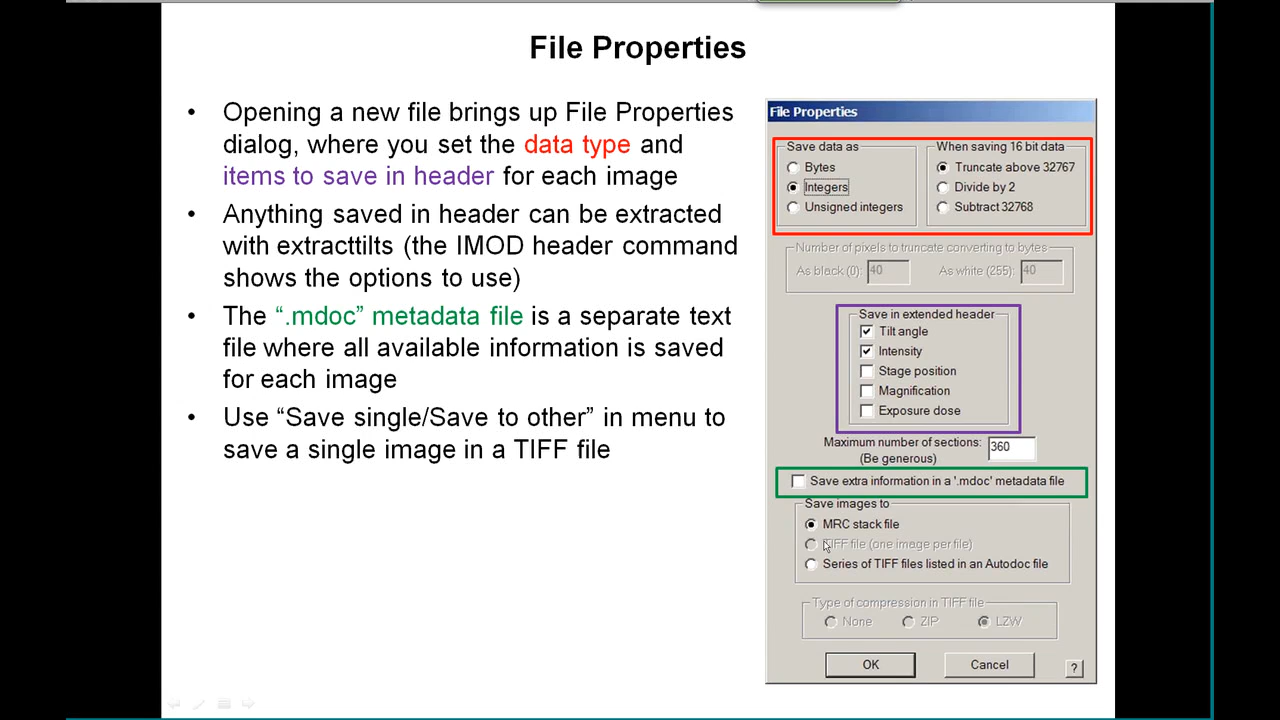 File Properties
• Opening a new file brings up File Properties
dialog, where you set the data type and
items to save in header for each image
• Anything saved in header can be extracted
with extracttilts (the IMOD header command
shows the options to use)
• The “.mdoc” metadata file is a separate text
file where all available information is saved
for each image
• Use “Save single/Save to other” in menu to
save a single image in a TIFF file
File Properties
Save data as
Bytes
Integers
Unsigned integers
When saving 16 bit data
Truncate above 32767
Divide by 2
Subtract 32768
Number of pixels to truncate converting to bytes
As black (0): 40 As white (255): 40
Save in extended header
Tilt angle
Intensity
Stage position
Magnification
Exposure dose
Maximum number of sections: 360
(Be generous)
Save extra information in a '.mdoc' metadata file
Save images to
MRC stack file
TIFF file (one image per file)
Series of TIFF files listed in an Autodoc file
Type of compression in TIFF file
None ZIP LZW
OK Cancel ?